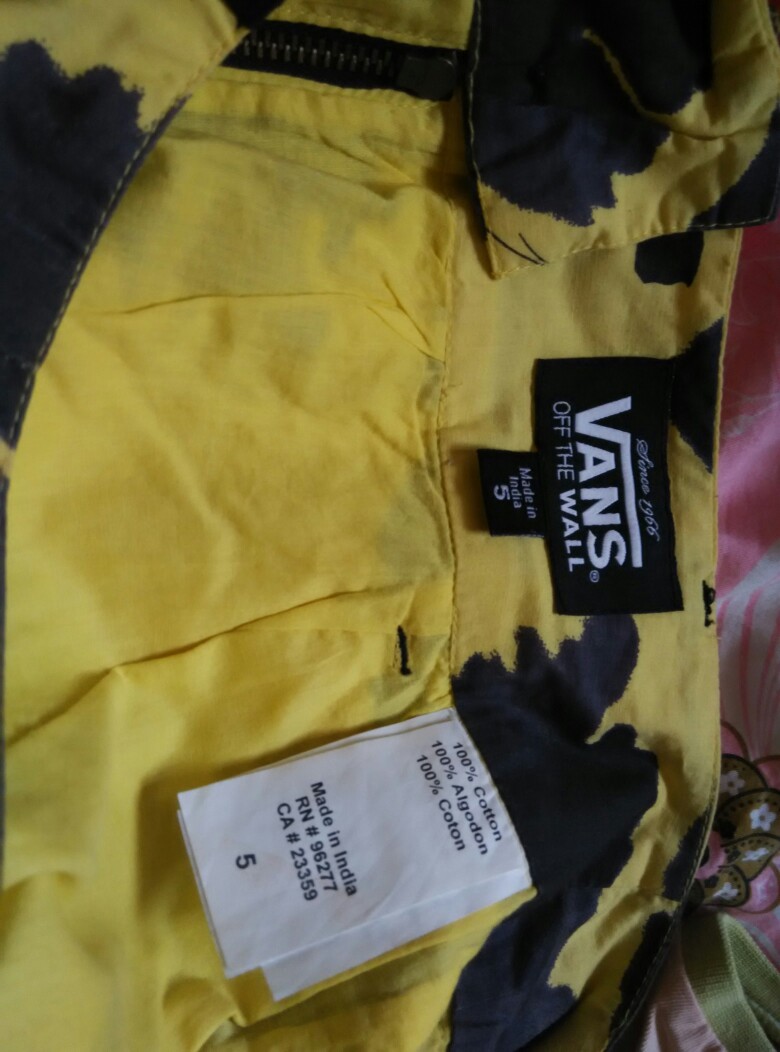 Since 1966
VANS
OFF THE WALL®
Made in
India
5
100% Cotton
100% Algodon
100% Coton
Made in India
RN # 96277
CA # 23359
5